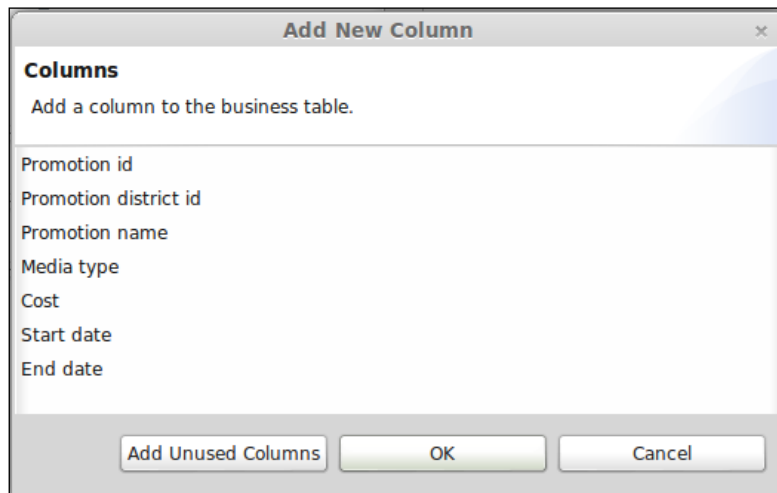 Add New Column
Columns
Add a column to the business table.
Promotion id
Promotion district id
Promotion name
Media type
Cost
Start date
End date
Add Unused Columns
OK
Cancel